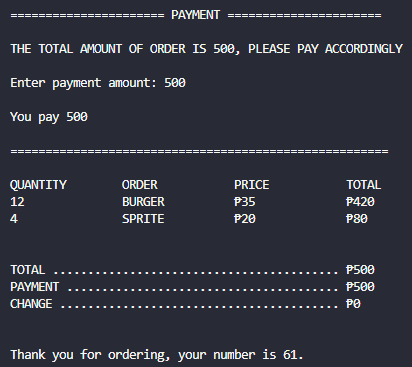 ====================== PAYMENT ======================
THE TOTAL AMOUNT OF ORDER IS 500, PLEASE PAY ACCORDINGLY
Enter payment amount: 500
You pay 500
======================================================
QUANTITY        ORDER           PRICE           TOTAL
12              BURGER          ₱35             ₱420
4               SPRITE          ₱20             ₱80
TOTAL ......................................... ₱500
PAYMENT ....................................... ₱500
CHANGE ........................................ ₱0
Thank you for ordering, your number is 61.